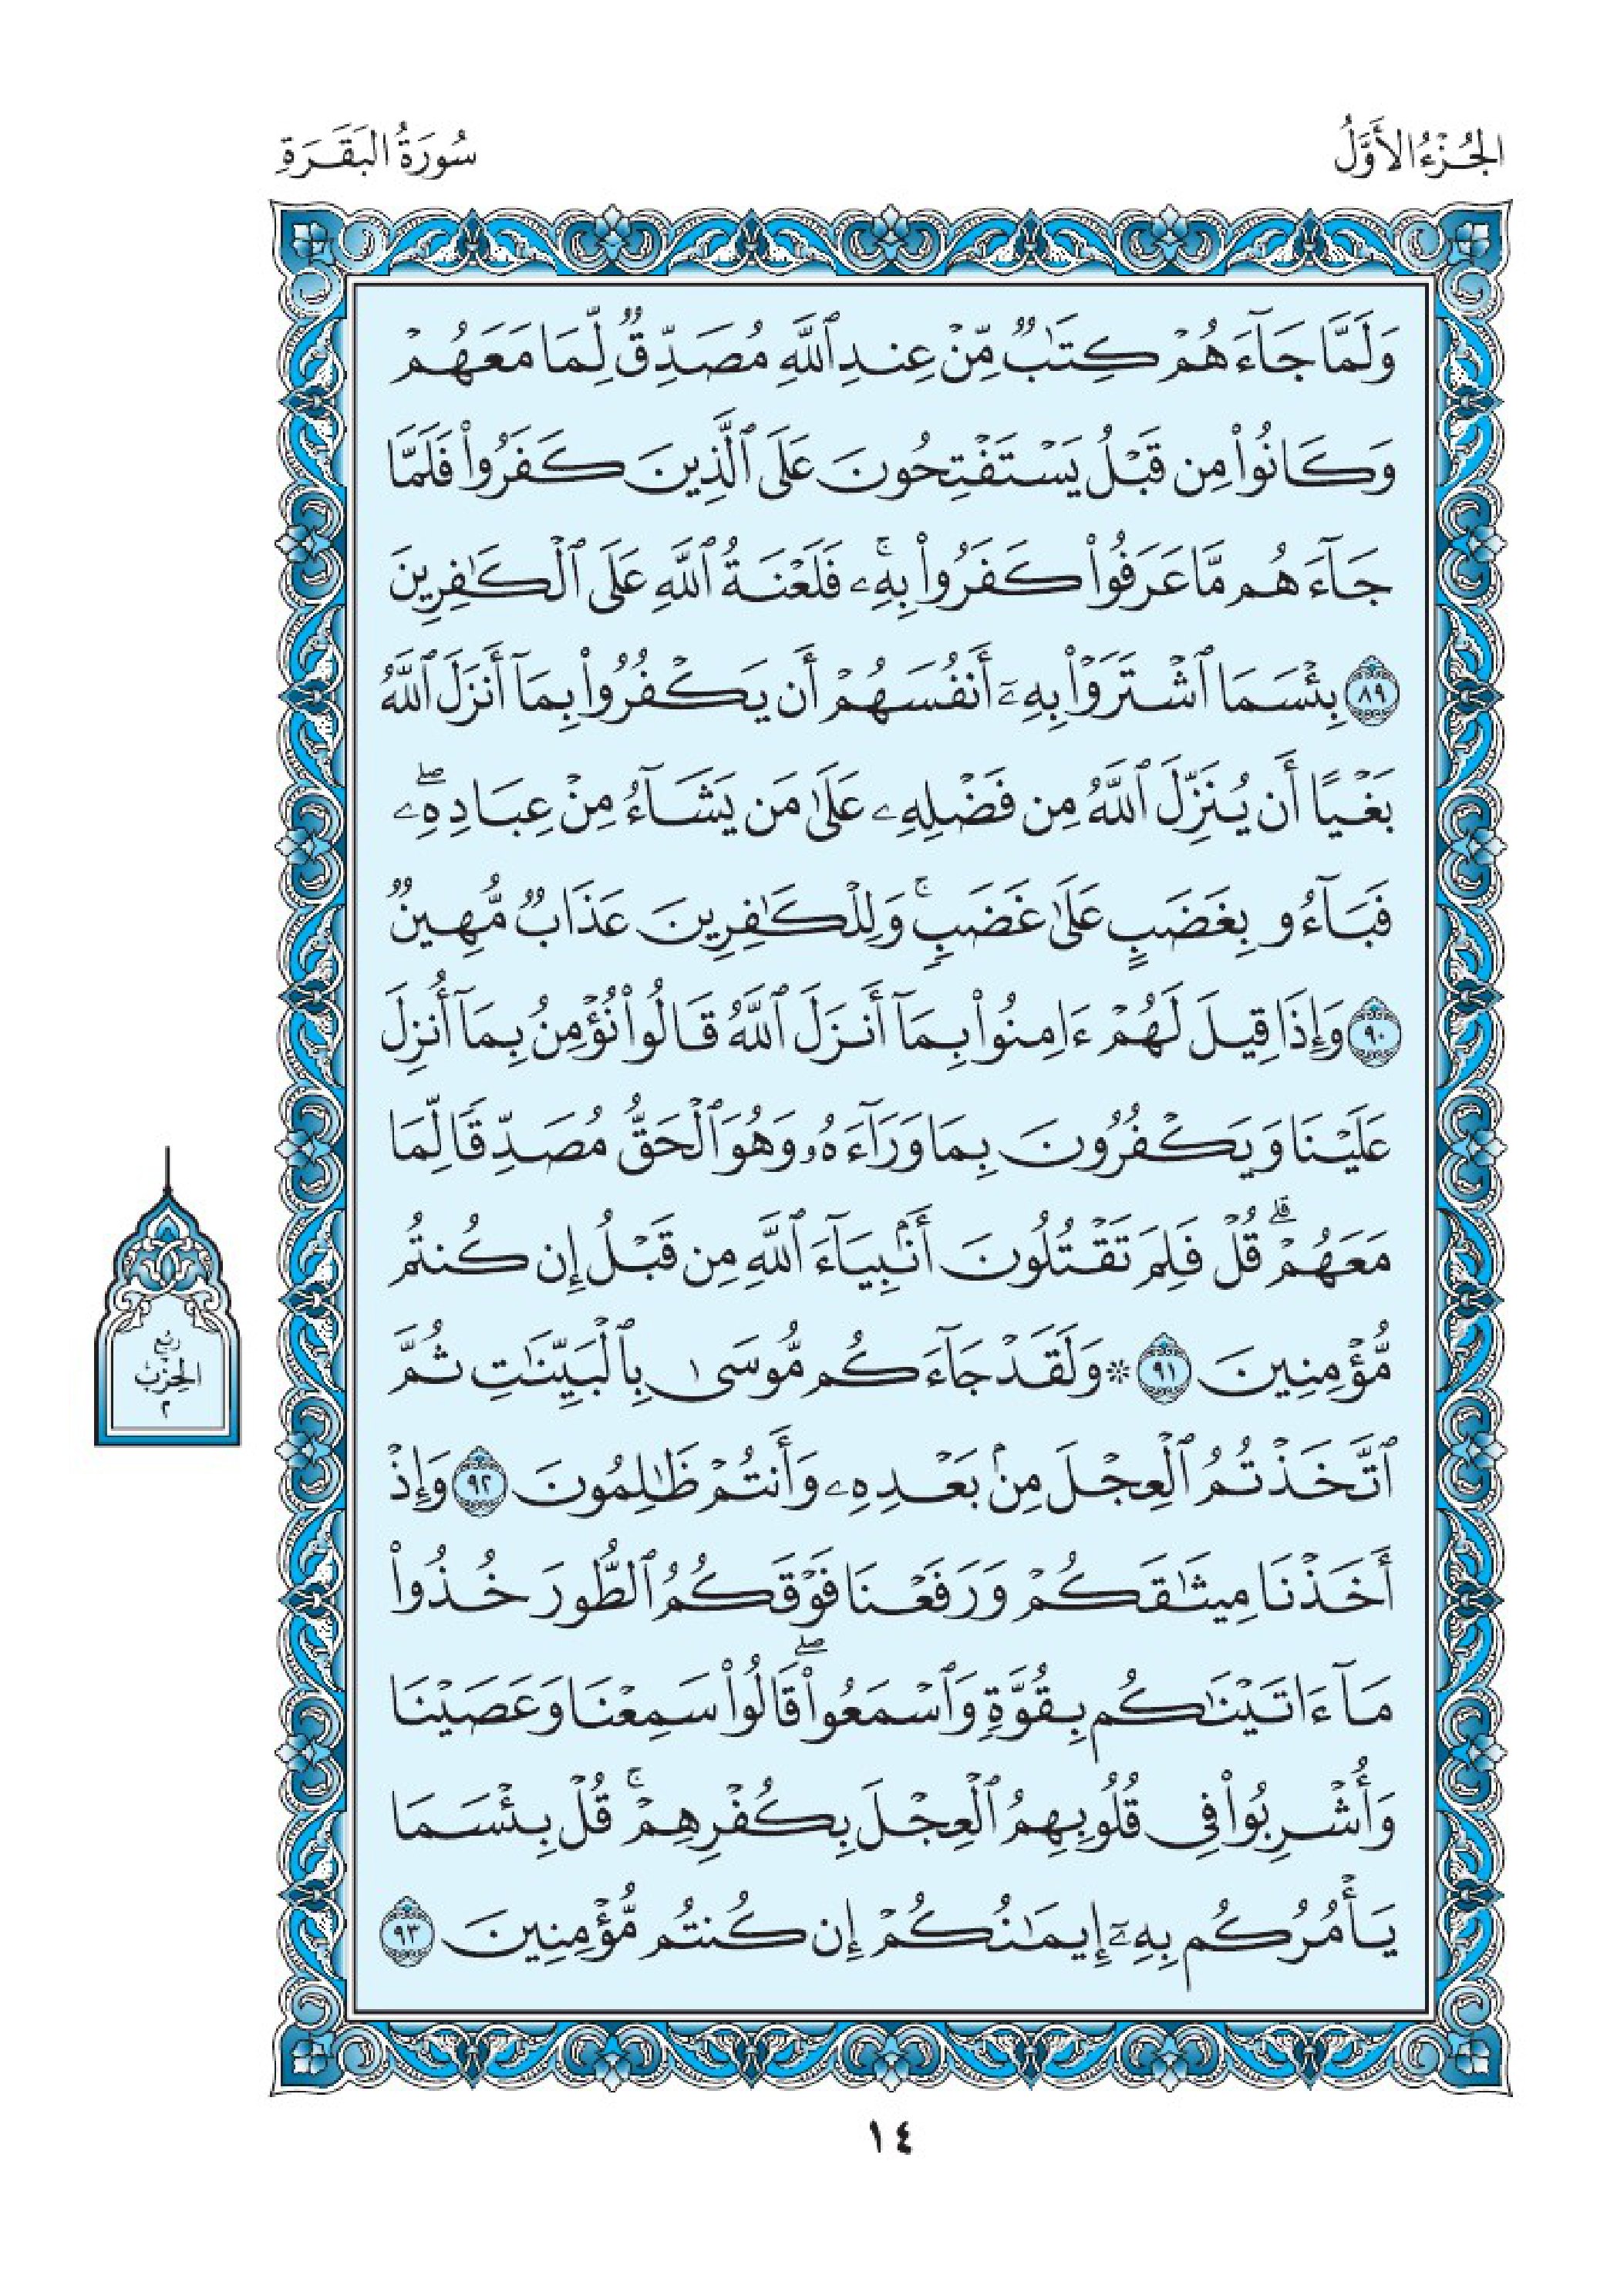 الجُزْءُ الأَوَّلُ
سُورَةُ البَقَرَةِ
وَلَمَّا جَآءَهُمْ كِتَٰبٌ مِّنْ عِندِ ٱللَّهِ مُصَدِّقٌ لِّمَا مَعَهُمْ
وَكَانُوا۟ مِن قَبْلُ يَسْتَفْتِحُونَ عَلَى ٱلَّذِينَ كَفَرُوا۟ فَلَمَّا
جَآءَهُم مَّا عَرَفُوا۟ كَفَرُوا۟ بِهِۦ ۚ فَلَعْنَةُ ٱللَّهِ عَلَى ٱلْكَٰفِرِينَ
٨٩ بِئْسَمَا ٱشْتَرَوْا۟ بِهِۦٓ أَنفُسَهُمْ أَن يَكْفُرُوا۟ بِمَآ أَنزَلَ ٱللَّهُ
بَغْيًا أَن يُنَزِّلَ ٱللَّهُ مِن فَضْلِهِۦ عَلَىٰ مَن يَشَآءُ مِنْ عِبَادِهِۦ ۖ
فَبَآءُو بِغَضَبٍ عَلَىٰ غَضَبٍ ۚ وَلِلْكَٰفِرِينَ عَذَابٌ مُّهِينٌ
٩٠ وَإِذَا قِيلَ لَهُمْ ءَامِنُوا۟ بِمَآ أَنزَلَ ٱللَّهُ قَالُوا۟ نُؤْمِنُ بِمَآ أُنزِلَ
عَلَيْنَا وَيَكْفُرُونَ بِمَا وَرَآءَهُۥ وَهُوَ ٱلْحَقُّ مُصَدِّقًا لِّمَا
مَعَهُمْ ۗ قُلْ فَلِمَ تَقْتُلُونَ أَنۢبِيَآءَ ٱللَّهِ مِن قَبْلُ إِن كُنتُم
مُّؤْمِنِينَ ٩١ ۞ وَلَقَدْ جَآءَكُم مُّوسَىٰ بِٱلْبَيِّنَٰتِ ثُمَّ
ٱتَّخَذْتُمُ ٱلْعِجْلَ مِنۢ بَعْدِهِۦ وَأَنتُمْ ظَٰلِمُونَ ٩٢ وَإِذْ
أَخَذْنَا مِيثَٰقَكُمْ وَرَفَعْنَا فَوْقَكُمُ ٱلطُّورَ خُذُوا۟
مَآ ءَاتَيْنَٰكُم بِقُوَّةٍ وَٱسْمَعُوا۟ ۖ قَالُوا۟ سَمِعْنَا وَعَصَيْنَا
وَأُشْرِبُوا۟ فِى قُلُوبِهِمُ ٱلْعِجْلَ بِكُفْرِهِمْ ۚ قُلْ بِئْسَمَا
يَأْمُرُكُم بِهِۦٓ إِيمَٰنُكُمْ إِن كُنتُم مُّؤْمِنِينَ ٩٣
رُبْع
الحِزْب
٢
١٤